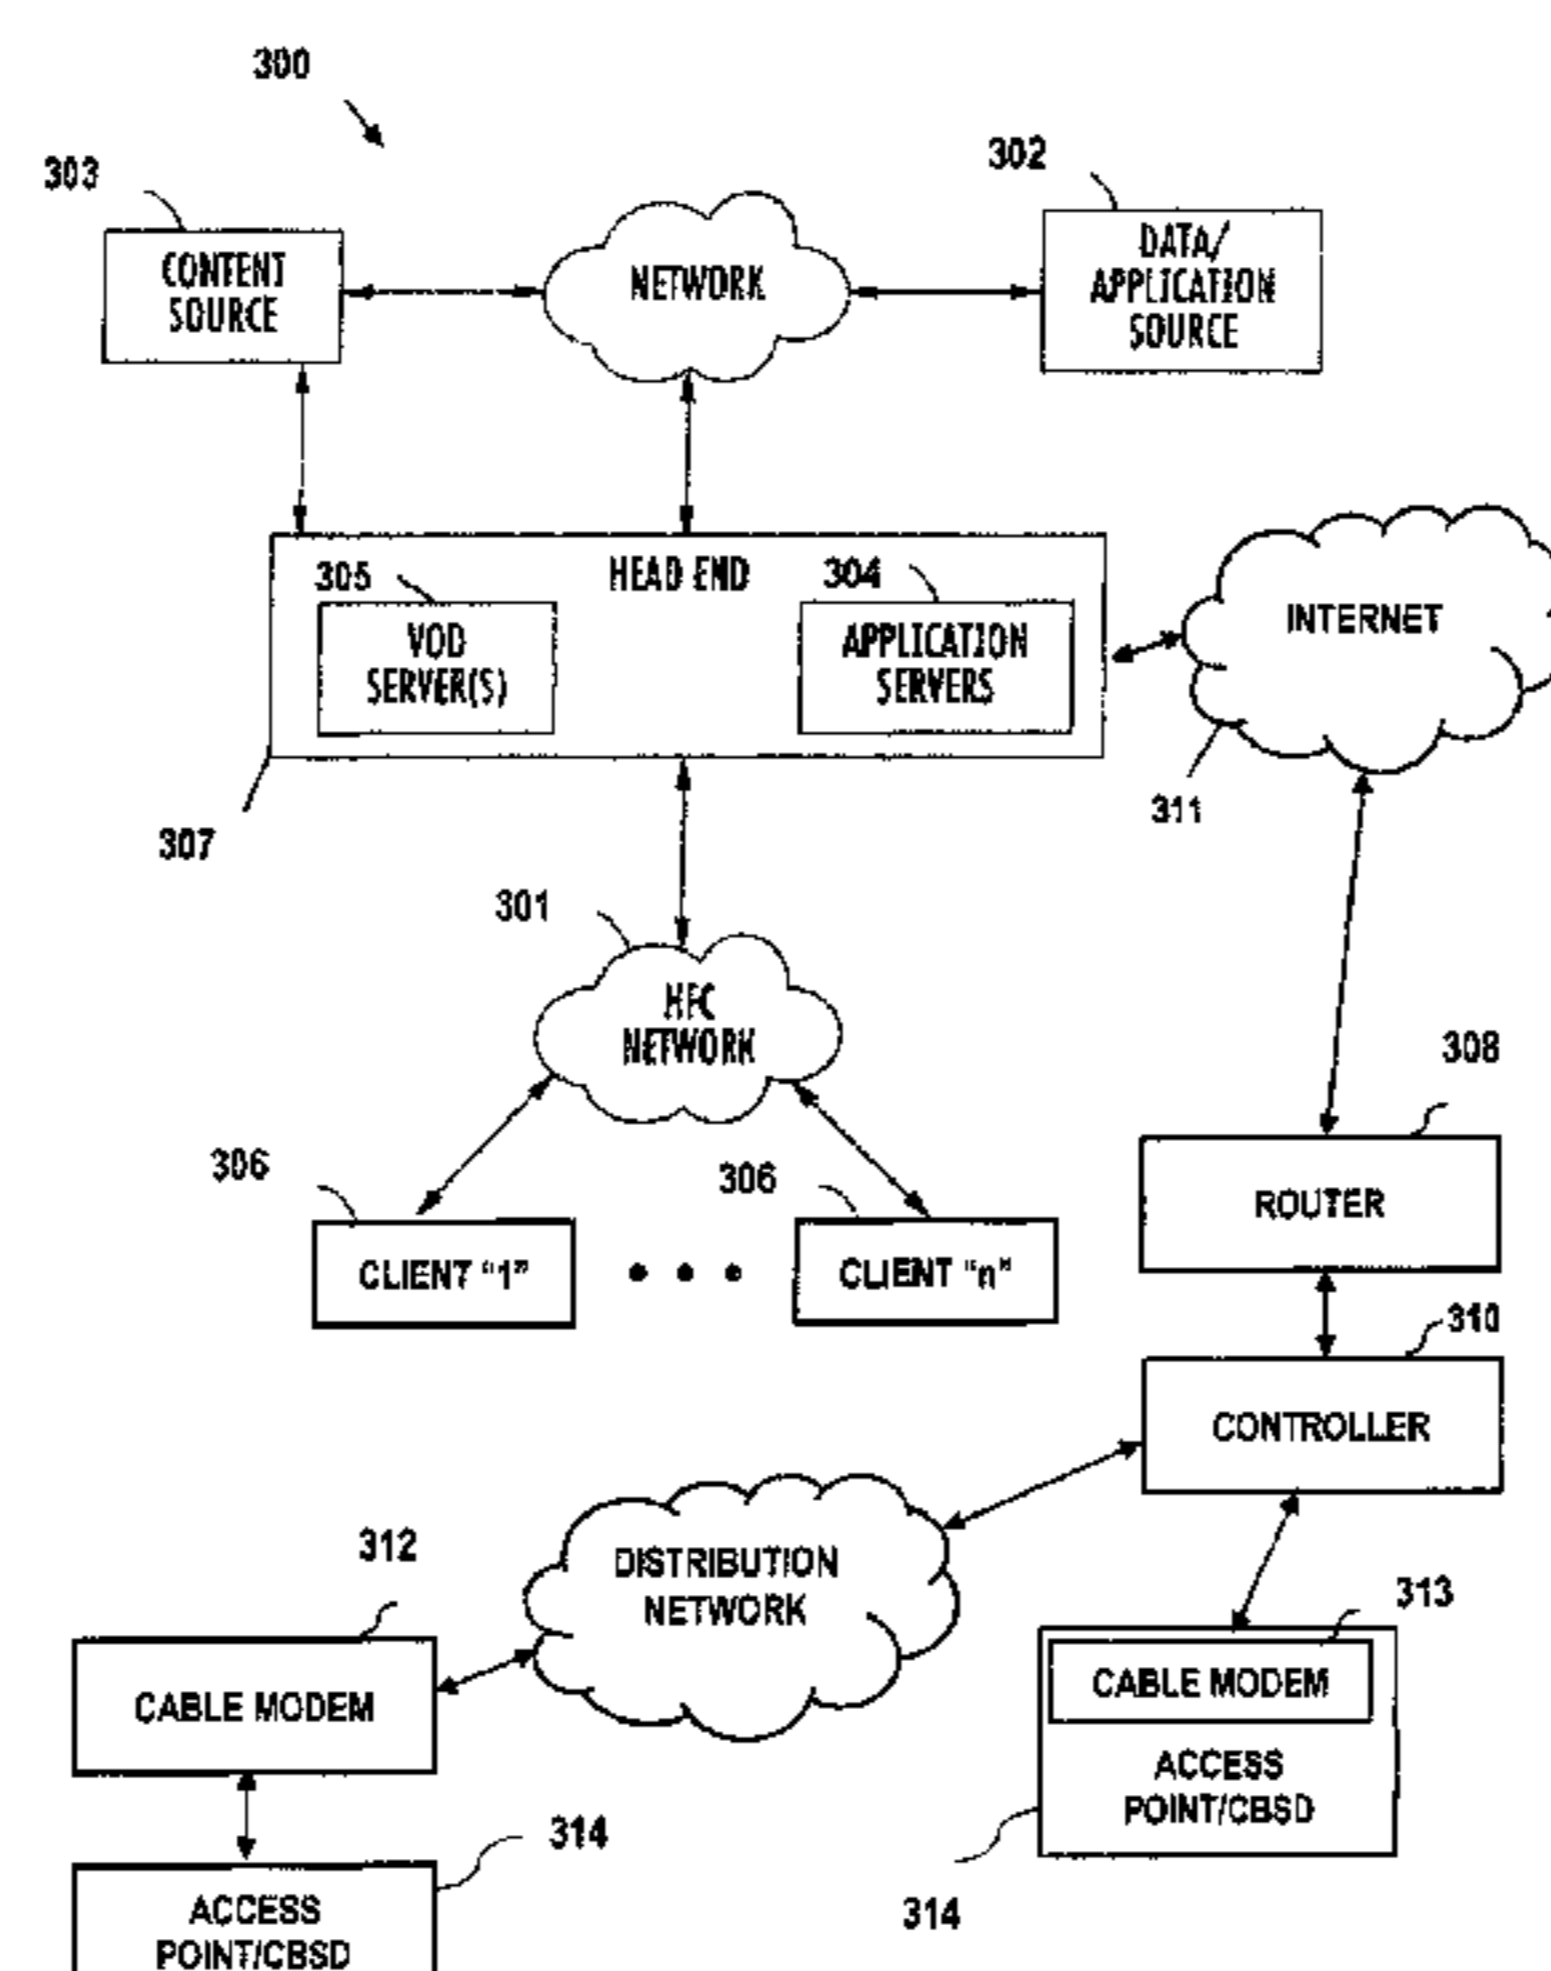 300
303
302
CONTENT
SOURCE
NETWORK
DATA/
APPLICATION
SOURCE
HEAD END
305
304
VOD
SERVER(S)
APPLICATION
SERVERS
INTERNET
311
307
301
HFC
NETWORK
308
306
306
ROUTER
CLIENT "1"
CLIENT "n"
310
CONTROLLER
312
DISTRIBUTION
NETWORK
313
CABLE MODEM
CABLE MODEM
ACCESS
POINT/CBSD
314
314
ACCESS
POINT/CBSD